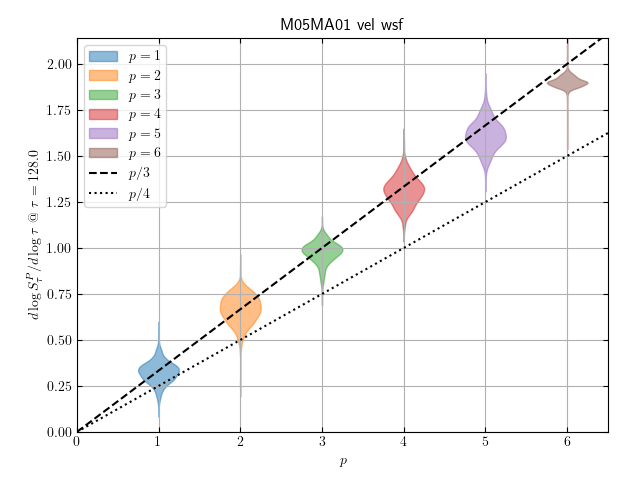 M05MA01 vel wsf
d log S_τ^P / d log τ @ τ = 128.0
2.00
1.75
1.50
1.25
1.00
0.75
0.50
0.25
0.00
p = 1
p = 2
p = 3
p = 4
p = 5
p = 6
p/3
p/4
0 1 2 3 4 5 6
p